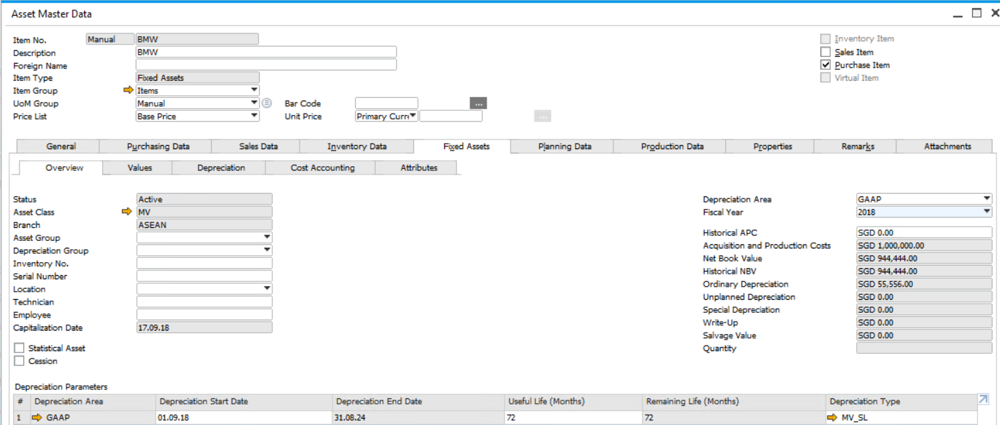 Asset Master Data
Item No. Manual BMW
Inventory Item
Description BMW
Sales Item
Foreign Name
Purchase Item
Item Type Fixed Assets
Virtual Item
Item Group Items
UoM Group Manual Bar Code ...
Price List Base Price Unit Price Primary Curr ...
General Purchasing Data Sales Data Inventory Data Fixed Assets Planning Data Production Data Properties Remarks Attachments
Overview Values Depreciation Cost Accounting Attributes
Status Active
Asset Class MV
Branch ASEAN
Asset Group
Depreciation Group
Inventory No.
Serial Number
Location
Technician
Employee
Capitalization Date 17.09.18
Statistical Asset
Cession
Depreciation Area GAAP
Fiscal Year 2018
Historical APC SGD 0.00
Acquisition and Production Costs SGD 1,000,000.00
Net Book Value SGD 944,444.00
Historical NBV SGD 944,444.00
Ordinary Depreciation SGD 55,556.00
Unplanned Depreciation SGD 0.00
Special Depreciation SGD 0.00
Write-Up SGD 0.00
Salvage Value SGD 0.00
Quantity
Depreciation Parameters
# Depreciation Area Depreciation Start Date Depreciation End Date Useful Life (Months) Remaining Life (Months) Depreciation Type
1 GAAP 01.09.18 31.08.24 72 72 MV_SL